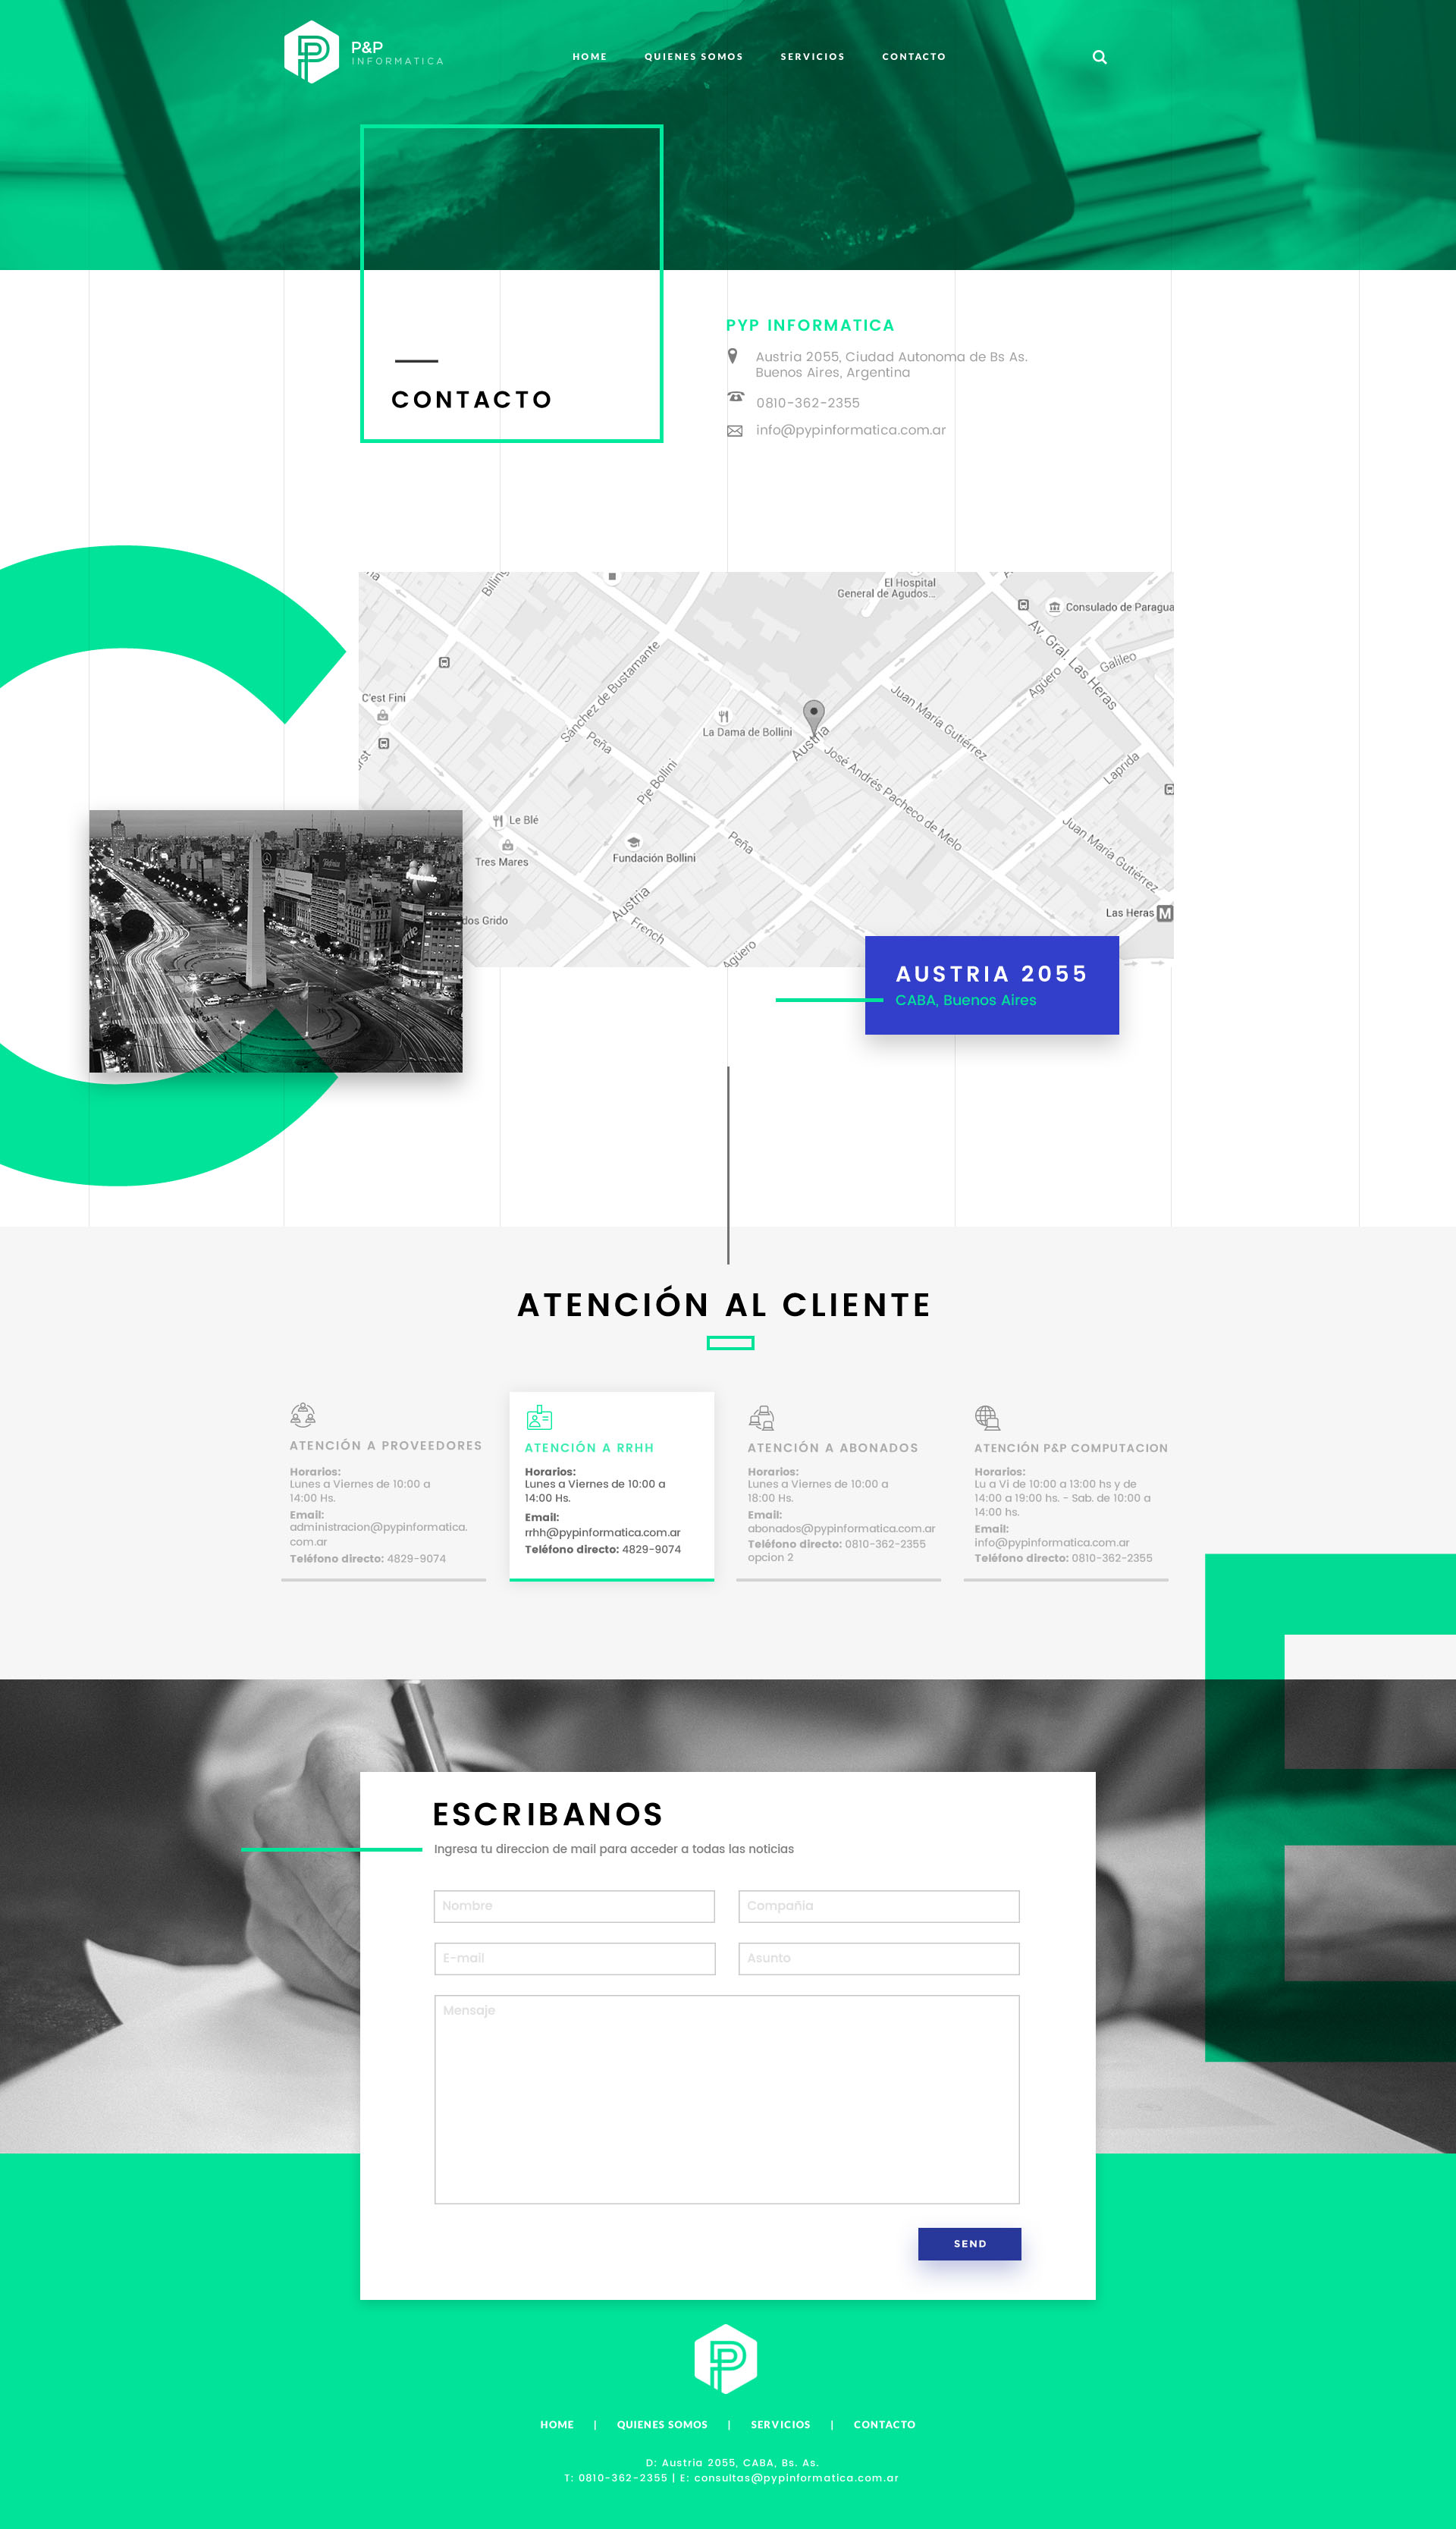 P&P
INFORMATICA
HOME QUIENES SOMOS SERVICIOS CONTACTO
CONTACTO
PYP INFORMATICA
Austria 2055, Ciudad Autonoma de Bs As.
Buenos Aires, Argentina
0810-362-2355
info@pypinformatica.com.ar
El Hospital
General de Agudos...
Consulado de Paragua
Av. Gral. Las Heras
Galileo
Agüero
C'est Fini
Sánchez de Bustamante
Peña
La Dama de Bollini
Austria
Juan María Gutiérrez
José Andrés Pacheco de Melo
Laprida
Pje Bollini
Le Blé
Tres Mares
Fundación Bollini
Peña
Juan María Gutiérrez
Austria
French
Agüero
Las Heras
M
dos Grido
AUSTRIA 2055
CABA, Buenos Aires
ATENCIÓN AL CLIENTE
ATENCIÓN A PROVEEDORES
Horarios:
Lunes a Viernes de 10:00 a
14:00 Hs.
Email:
administracion@pypinformatica.
com.ar
Teléfono directo: 4829-9074
ATENCIÓN A RRHH
Horarios:
Lunes a Viernes de 10:00 a
14:00 Hs.
Email:
rrhh@pypinformatica.com.ar
Teléfono directo: 4829-9074
ATENCIÓN A ABONADOS
Horarios:
Lunes a Viernes de 10:00 a
18:00 Hs.
Email:
abonados@pypinformatica.com.ar
Teléfono directo: 0810-362-2355
opcion 2
ATENCIÓN P&P COMPUTACION
Horarios:
Lu a Vi de 10:00 a 13:00 hs y de
14:00 a 19:00 hs. - Sab. de 10:00 a
14:00 hs.
Email:
info@pypinformatica.com.ar
Teléfono directo: 0810-362-2355
ESCRIBANOS
Ingresa tu direccion de mail para acceder a todas las noticias
Nombre
Compañia
E-mail
Asunto
Mensaje
SEND
HOME | QUIENES SOMOS | SERVICIOS | CONTACTO
D: Austria 2055, CABA, Bs. As.
T: 0810-362-2355 | E: consultas@pypinformatica.com.ar